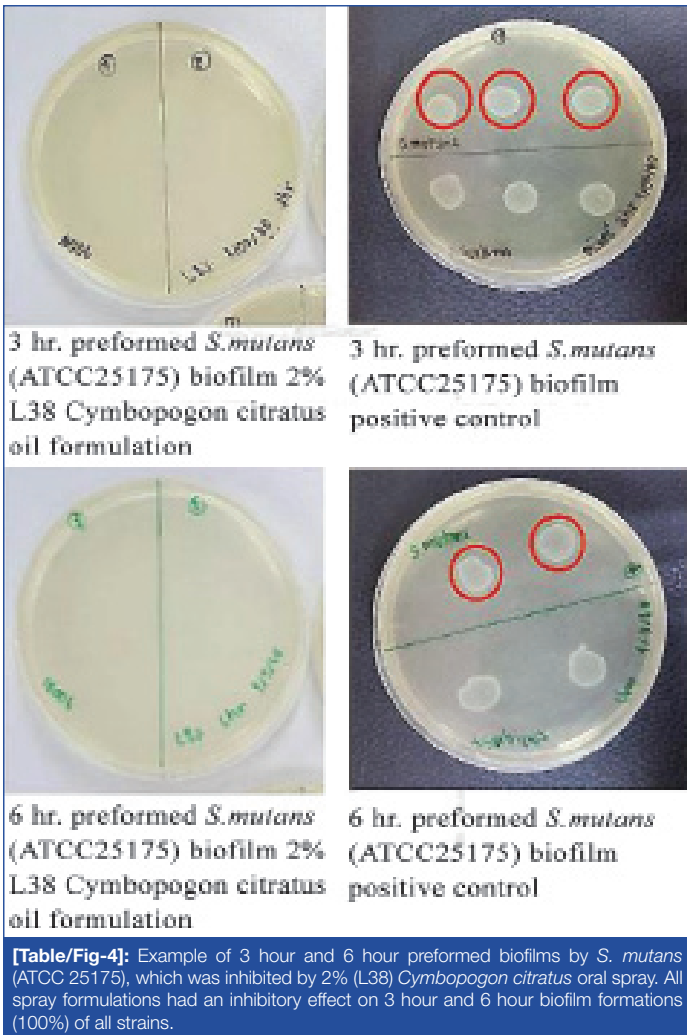 S.mutans
3 hr. preformed S.mutans
(ATCC25175) biofilm 2%
L38 Cymbopogon citratus
oil formulation
3 hr. preformed S.mutans
(ATCC25175) biofilm
positive control
S.mutans
6 hr. preformed S.mutans
(ATCC25175) biofilm 2%
L38 Cymbopogon citratus
oil formulation
6 hr. preformed S.mutans
(ATCC25175) biofilm
positive control
[Table/Fig-4]: Example of 3 hour and 6 hour preformed biofilms by S. mutans
(ATCC 25175), which was inhibited by 2% (L38) Cymbopogon citratus oral spray. All
spray formulations had an inhibitory effect on 3 hour and 6 hour biofilm formations
(100%) of all strains.